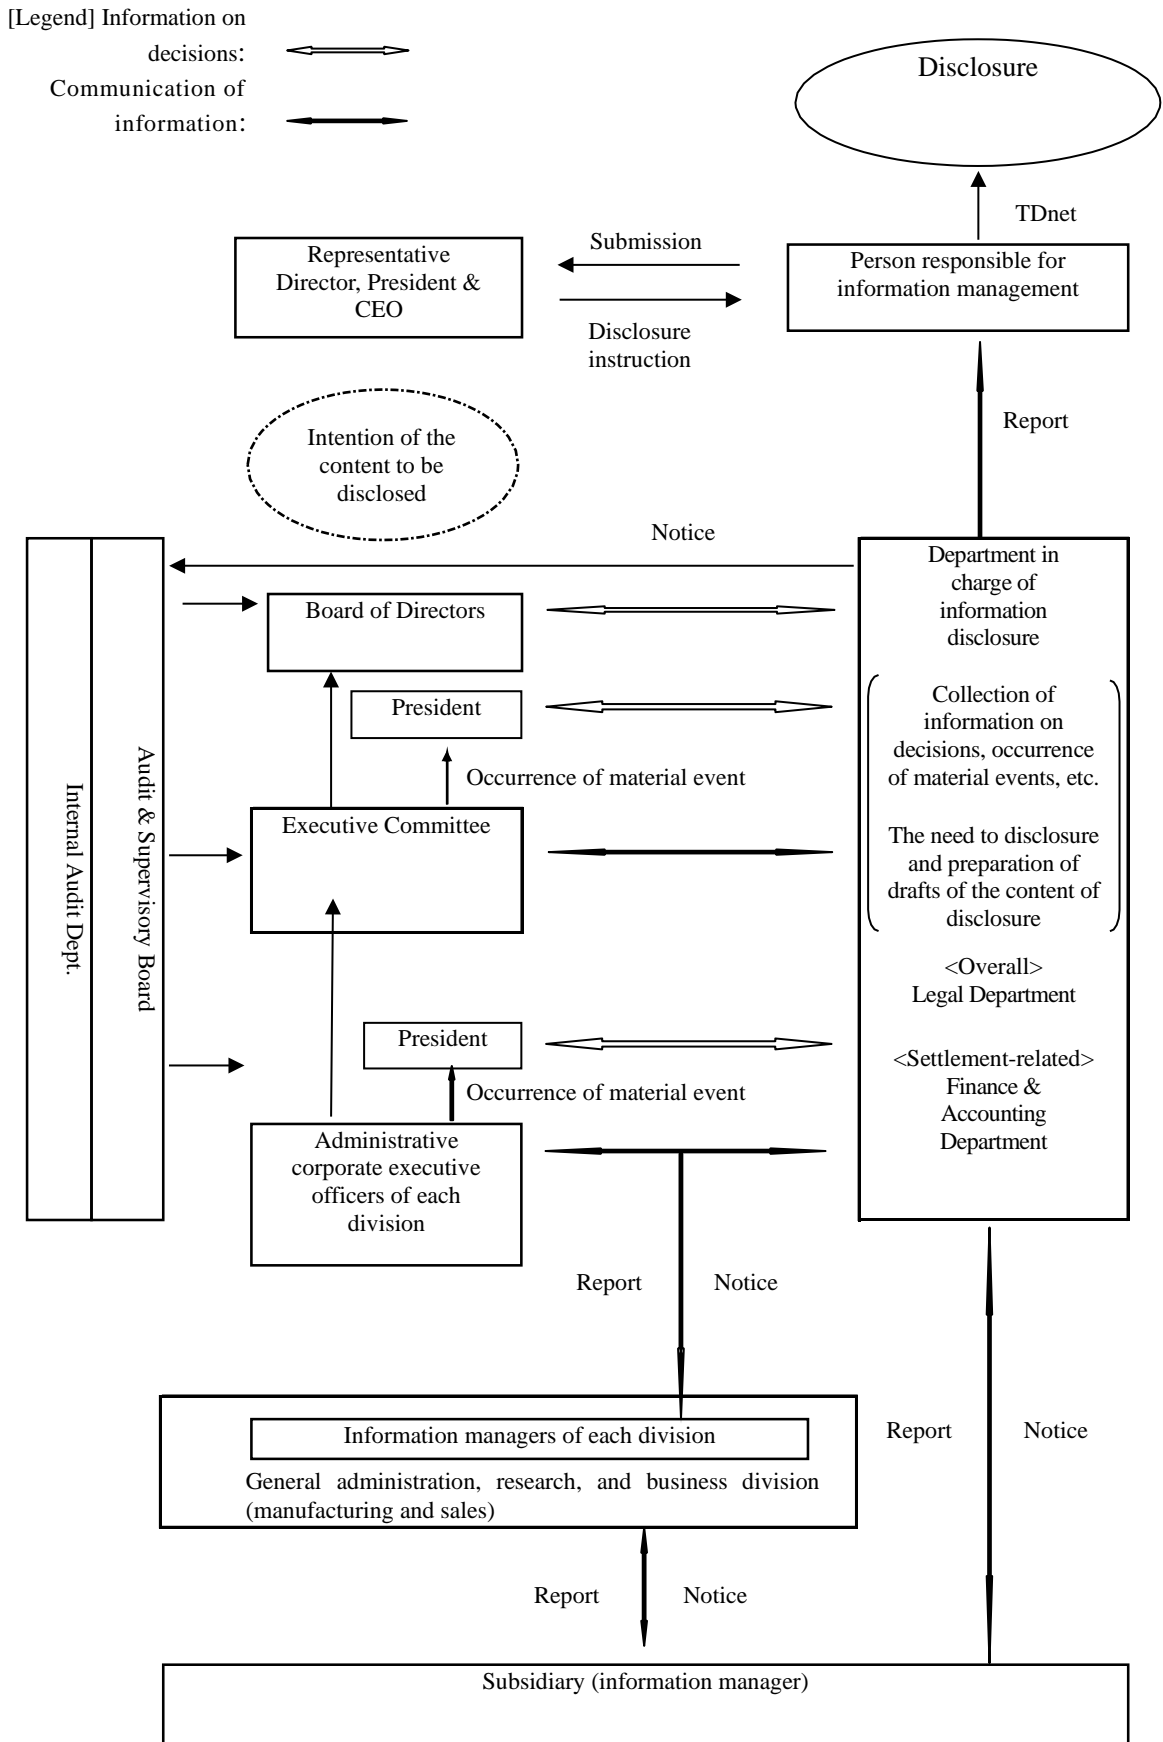 [Legend] Information on
decisions:
Communication of
information:
Disclosure
TDnet
Submission
Representative
Director, President &
CEO
Person responsible for
information management
Disclosure
instruction
Report
Intention of the
content to be
disclosed
Notice
Department in
charge of
information
disclosure
Board of Directors
Collection of
information on
decisions, occurrence
of material events, etc.
President
Occurrence of material event
Executive Committee
The need to disclosure
and preparation of
drafts of the content of
disclosure
Internal Audit Dept.
Audit & Supervisory Board
<Overall>
Legal Department
President
<Settlement-related>
Finance &
Accounting
Department
Occurrence of material event
Administrative
corporate executive
officers of each
division
Report
Notice
Information managers of each division
General administration, research, and business division
(manufacturing and sales)
Report
Notice
Report
Notice
Subsidiary (information manager)